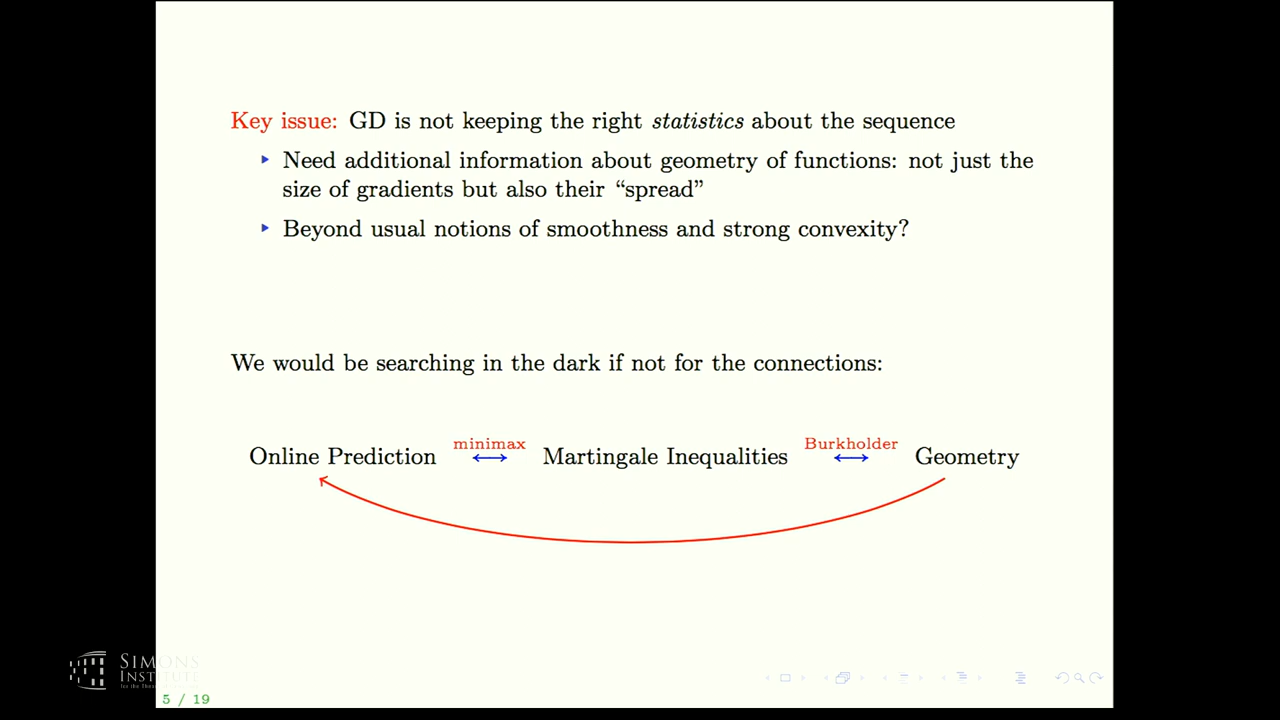 Key issue: GD is not keeping the right statistics about the sequence
Need additional information about geometry of functions: not just the
size of gradients but also their “spread”
Beyond usual notions of smoothness and strong convexity?
We would be searching in the dark if not for the connections:
minimax Burkholder
Online Prediction Martingale Inequalities Geometry
SIMONS
INSTITUTE
for the
5 / 19